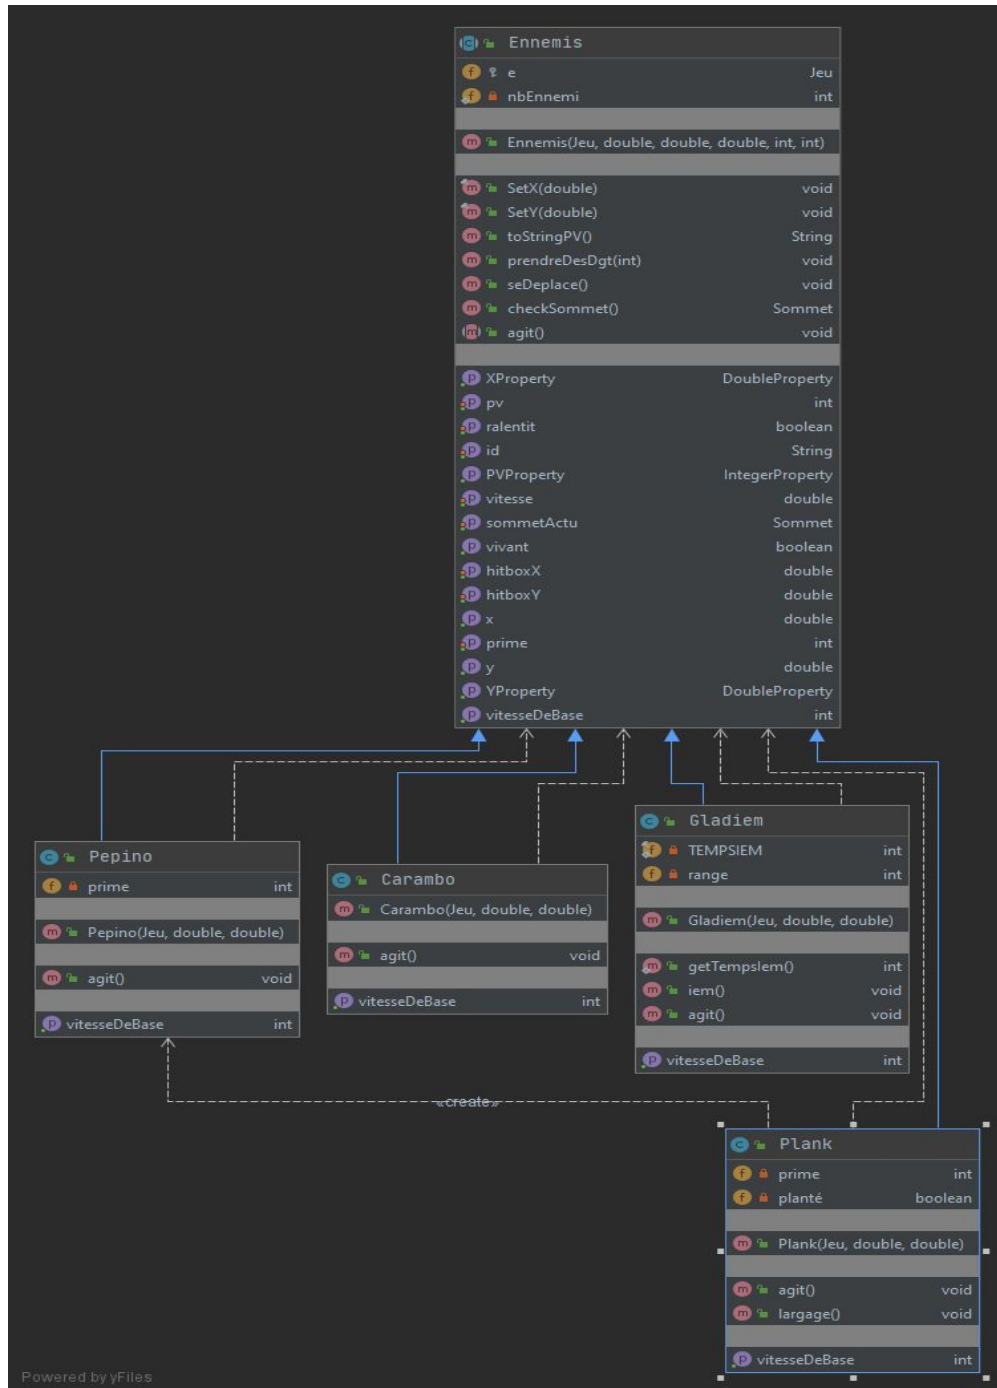 Ennemis
e Jeu
nbEnnemi int
Ennemis(Jeu, double, double, double, int, int)
SetX(double) void
SetY(double) void
toStringPV() String
prendreDesDgt(int) void
seDeplace() void
checkSommet() Sommet
agit() void
XProperty DoubleProperty
pv int
ralentit boolean
id String
PVProperty IntegerProperty
vitesse double
sommetActu Sommet
vivant boolean
hitboxX double
hitboxY double
x double
prime int
y double
YProperty DoubleProperty
vitesseDeBase int
Pepino
prime int
Pepino(Jeu, double, double)
agit() void
vitesseDeBase int
Carambo
Carambo(Jeu, double, double)
agit() void
vitesseDeBase int
Gladiem
TEMPSIEM int
range int
Gladiem(Jeu, double, double)
getTempsIem() int
iem() void
agit() void
vitesseDeBase int
«create»
Plank
prime int
planté boolean
Plank(Jeu, double, double)
agit() void
largage() void
vitesseDeBase int
Powered by yFiles